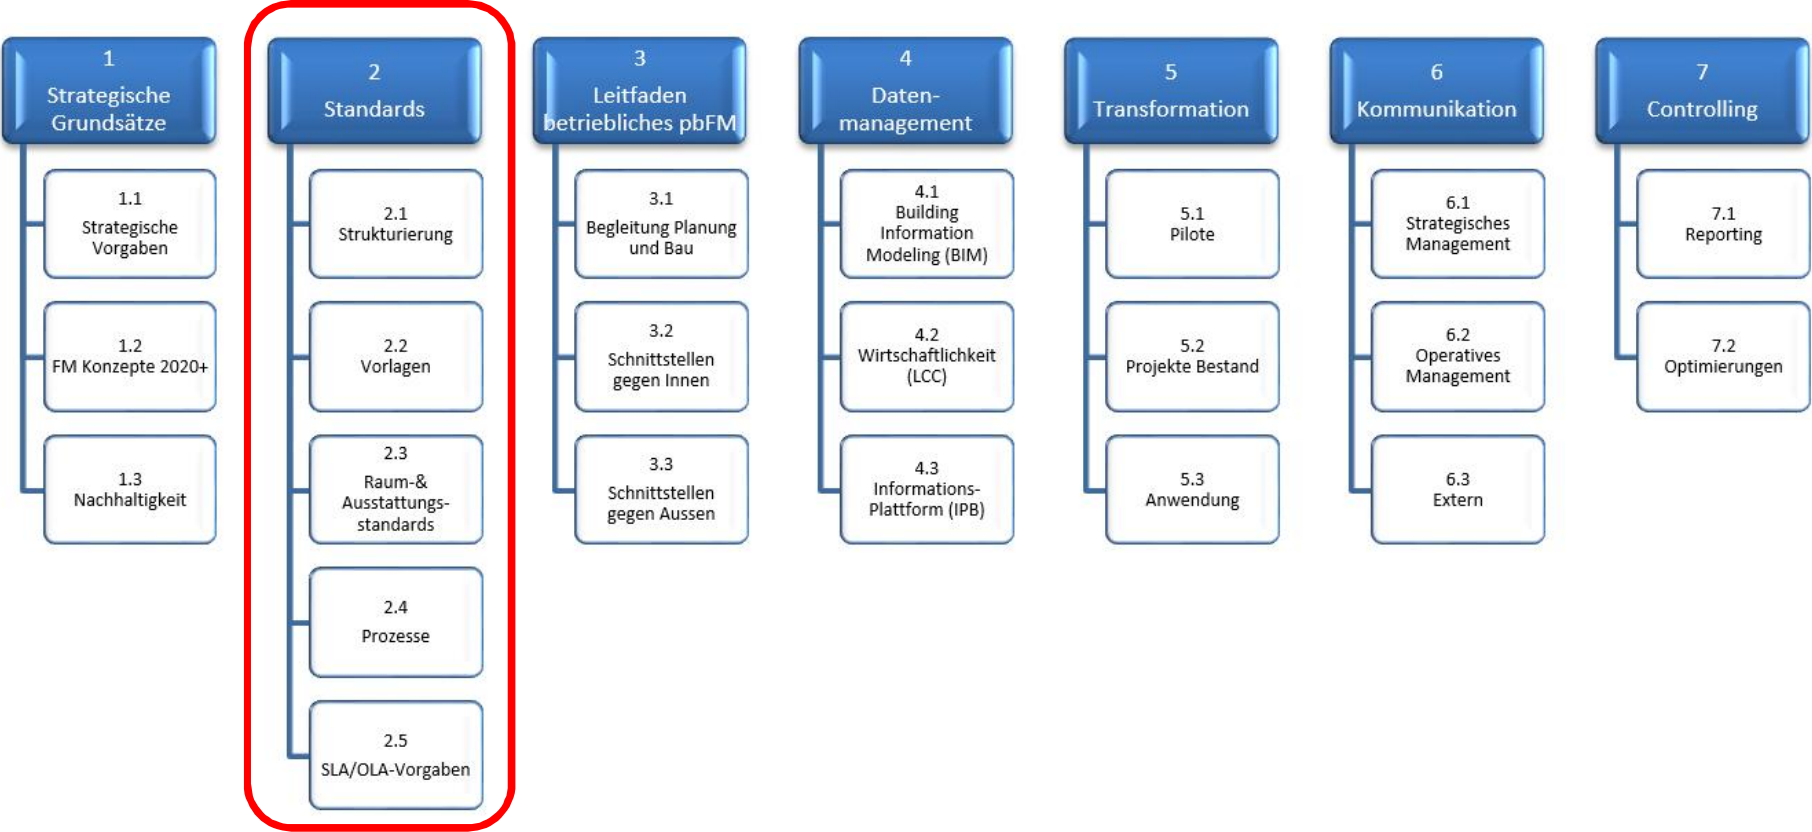 1
Strategische
Grundsätze
1.1
Strategische
Vorgaben
1.2
FM Konzepte 2020+
1.3
Nachhaltigkeit
2
Standards
2.1
Strukturierung
2.2
Vorlagen
2.3
Raum-&
Ausstattungs-
standards
2.4
Prozesse
2.5
SLA/OLA-Vorgaben
3
Leitfaden
betriebliches pbFM
3.1
Begleitung Planung
und Bau
3.2
Schnittstellen
gegen Innen
3.3
Schnittstellen
gegen Aussen
4
Daten-
management
4.1
Building
Information
Modeling (BIM)
4.2
Wirtschaftlichkeit
(LCC)
4.3
Informations-
Plattform (IPB)
5
Transformation
5.1
Pilote
5.2
Projekte Bestand
5.3
Anwendung
6
Kommunikation
6.1
Strategisches
Management
6.2
Operatives
Management
6.3
Extern
7
Controlling
7.1
Reporting
7.2
Optimierungen